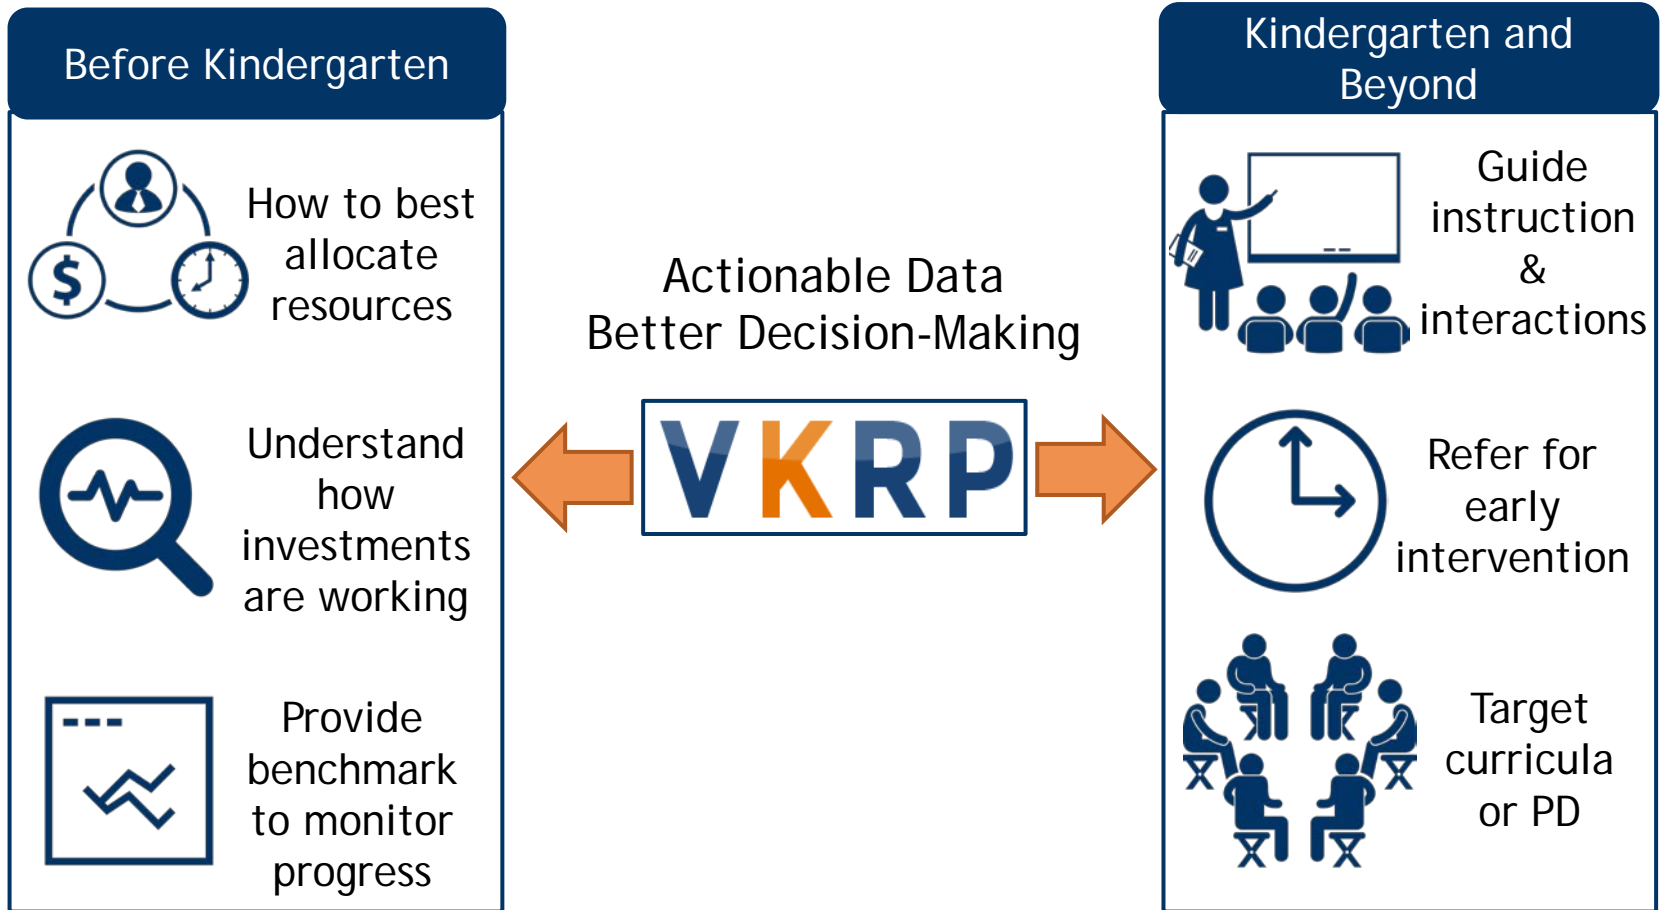 Before Kindergarten
How to best
allocate
resources
$
Understand
how
investments
are working
Provide
benchmark
to monitor
progress
Actionable Data
Better Decision-Making
VKRP
Kindergarten and
Beyond
Guide
instruction
&
interactions
Refer for
early
intervention
Target
curricula
or PD